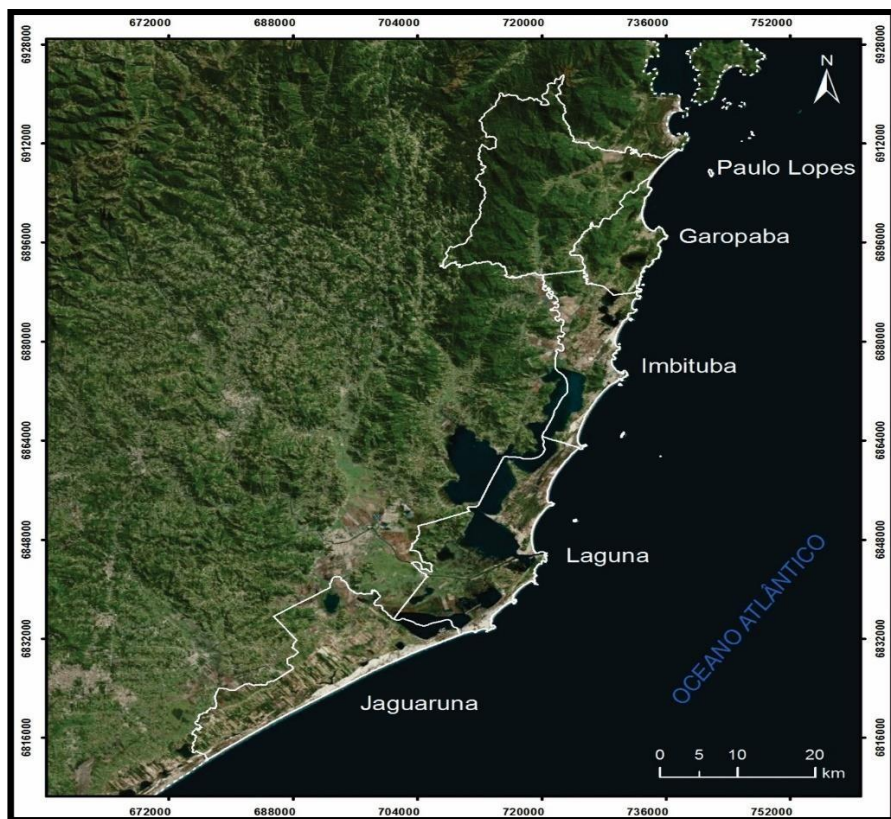 672000 688000 704000 720000 736000 752000
6928000 6928000
N
6912000 6912000
Paulo Lopes
6896000 6896000
Garopaba
6880000 6880000
Imbituba
6864000 6864000
6848000 6848000
Laguna
OCEANO ATLÂNTICO
6832000 6832000
Jaguaruna
6816000 6816000
0 5 10 20
km
672000 688000 704000 720000 736000 752000